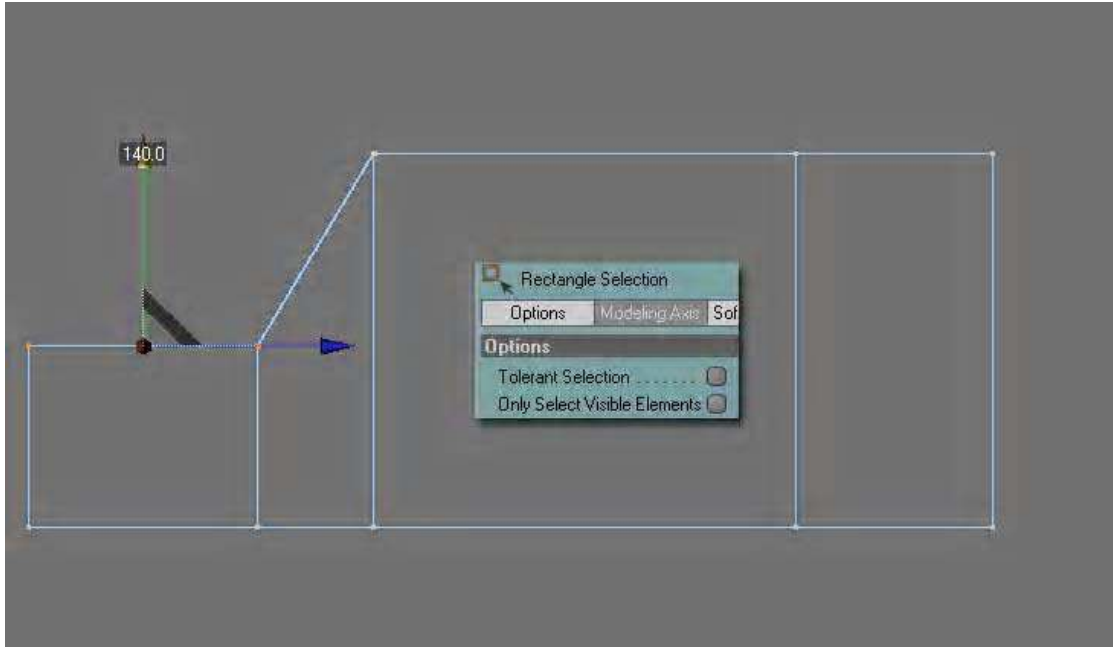 140.0
Rectangle Selection
Options Modeling Axis Sof
Options
Tolerant Selection . . . . . . .
Only Select Visible Elements